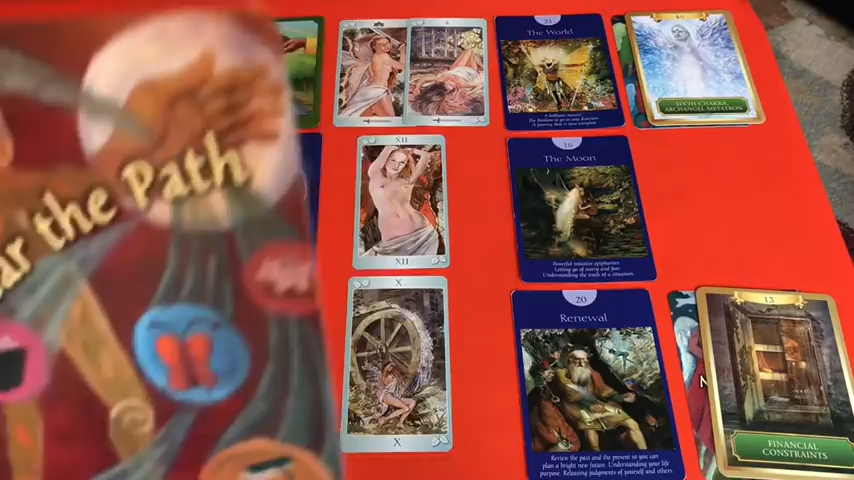 ar the Path
4
XII
XII
X
X
21
The World
A brilliant success!
The freedom to go in any direction.
A journey that is now complete.
18
The Moon
Powerful intuitive epiphanies
Letting go of worry and fear
Understanding the truth of a situation
20
Renewal
Review the past and the present so you can
plan a bright new future. Understanding your life
purpose. Releasing judgments of yourself and others.
40
SIXTH CHAKRA,
ARCHANGEL METATRON
13
FINANCIAL
CONSTRAINTS